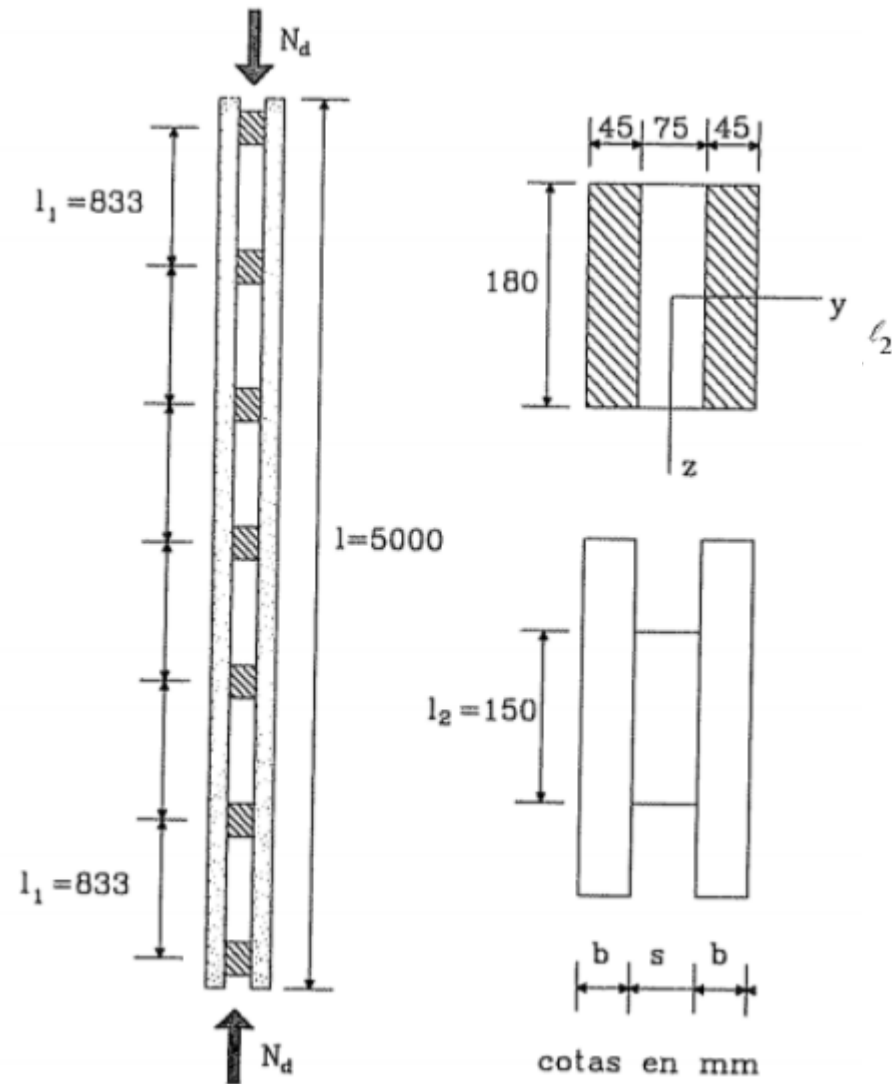 N_d
l_1 =833
l=5000
l_1 =833
N_d
45 75 45
180
y
ℓ_2
z
l_2 =150
b s b
cotas en mm